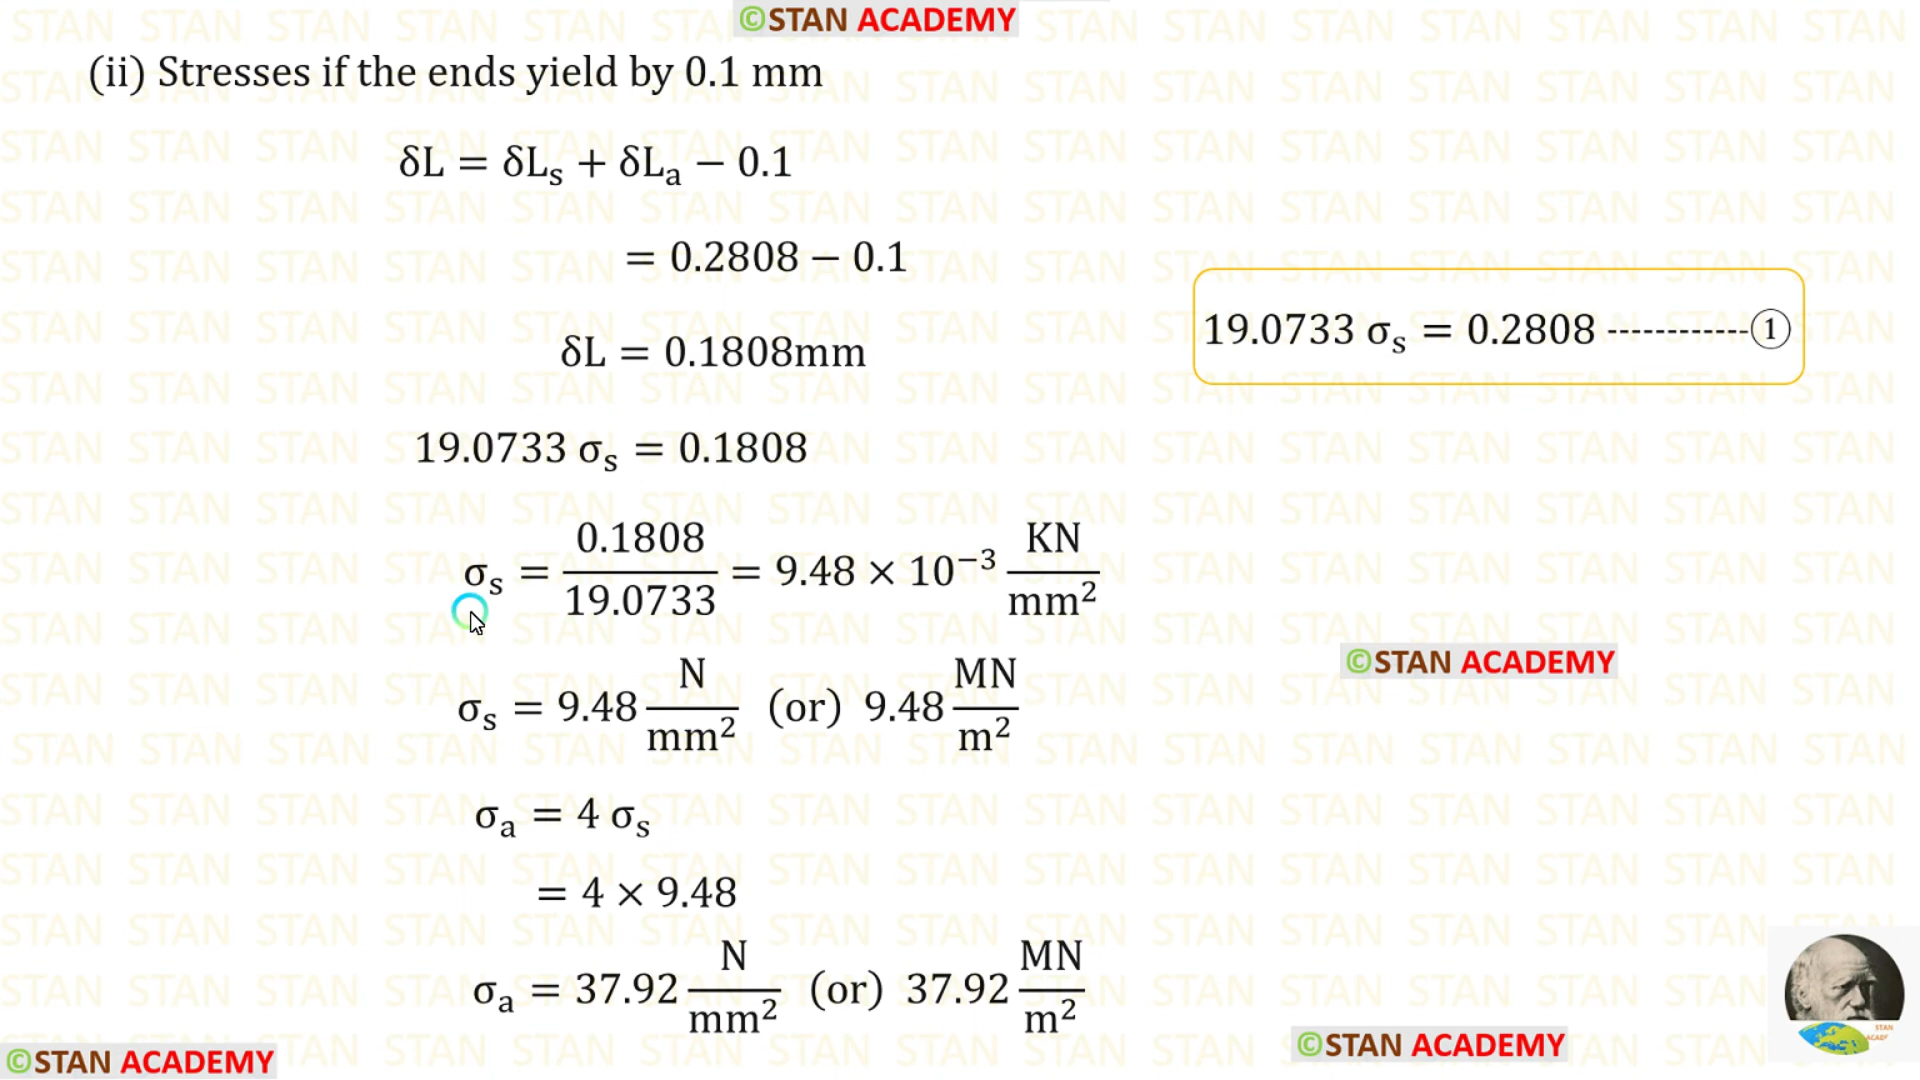 ©STAN ACADEMY
(ii) Stresses if the ends yield by 0.1 mm
δL = δLₛ + δLₐ − 0.1
= 0.2808 − 0.1
19.0733 σₛ = 0.2808 ------------①
δL = 0.1808mm
19.0733 σₛ = 0.1808
σₛ = 0.1808/19.0733 = 9.48 × 10⁻³ KN/mm²
©STAN ACADEMY
σₛ = 9.48 N/mm² (or) 9.48 MN/m²
σₐ = 4 σₛ
= 4 × 9.48
σₐ = 37.92 N/mm² (or) 37.92 MN/m²
©STAN ACADEMY
©STAN ACADEMY